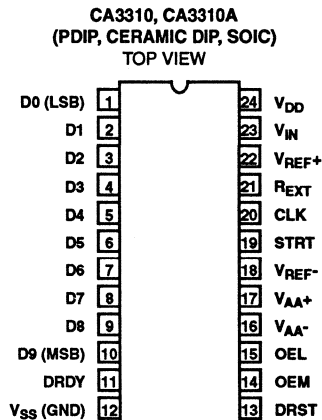 CA3310, CA3310A
(PDIP, CERAMIC DIP, SOIC)
TOP VIEW
D0 (LSB) 1 24 VDD
D1 2 23 VIN
D2 3 22 VREF+
D3 4 21 REXT
D4 5 20 CLK
D5 6 19 STRT
D6 7 18 VREF-
D7 8 17 VAA+
D8 9 16 VAA-
D9 (MSB) 10 15 OEL
DRDY 11 14 OEM
VSS (GND) 12 13 DRST